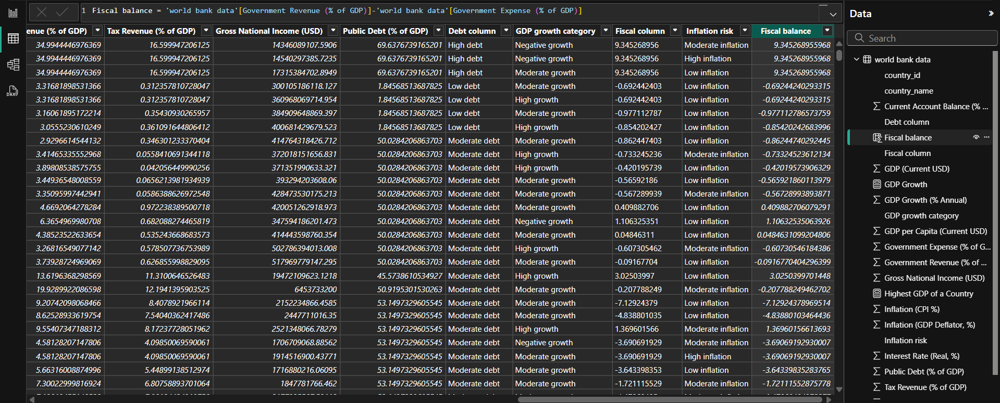 1 Fiscal balance = 'world bank data'[Government Revenue (% of GDP)]-'world bank data'[Government Expense (% of GDP)]
enue (% of GDP) Tax Revenue (% of GDP) Gross National Income (USD) Public Debt (% of GDP) Debt column GDP growth category Fiscal column Inflation risk Fiscal balance
34.9944446976369 16.599947206125 14346089107.5906 69.6376739165201 High debt Negative growth 9.345268956 Moderate inflation 9.345268955968
34.9944446976369 16.599947206125 14540297385.7235 69.6376739165201 High debt Negative growth 9.345268956 High inflation 9.345268955968
34.9944446976369 16.599947206125 17315384702.8949 69.6376739165201 High debt Moderate growth 9.345268956 Low inflation 9.345268955968
3.31681898531366 0.312357810728047 300105186118.127 1.84568513687825 Low debt Moderate growth -0.692442403 Low inflation -0.69244240293315
3.31681898531366 0.312357810728047 360968069714.954 1.84568513687825 Low debt High growth -0.692442403 Low inflation -0.69244240293315
3.16061895172214 0.35430930265957 384909648869.397 1.84568513687825 Low debt Moderate growth -0.977112787 Low inflation -0.977112786573759
3.0555230610249 0.361091644806412 400681429679.523 1.84568513687825 Low debt High growth -0.854202427 Low inflation -0.85420242683996
2.9296614544132 0.346301233370404 414764318426.712 50.0284206863703 Moderate debt Moderate growth -0.862447403 Low inflation -0.86244740292445
3.41465335552968 0.0558410691344118 372018151656.831 50.0284206863703 Moderate debt High growth -0.733245236 Moderate inflation -0.73324523612134
3.89808538575755 0.042056449990256 371351990633.321 50.0284206863703 Moderate debt High growth -0.420195739 Low inflation -0.42019573906329
3.44936548008559 0.0656213981934939 393294203608.06 50.0284206863703 Moderate debt Moderate growth -0.56592186 Low inflation -0.565921860113979
3.35095997442941 0.0586388626972548 428473530175.213 50.0284206863703 Moderate debt Moderate growth -0.567289939 Moderate inflation -0.56728993893871
4.6692064278284 0.972238389500718 420051262918.973 50.0284206863703 Moderate debt Moderate growth 0.409882706 Low inflation 0.409882706079291
6.3654969980708 0.682088274465819 347594186201.473 50.0284206863703 Moderate debt Negative growth 1.106325351 Low inflation 1.10632535063926
4.38523522633654 0.535243668683573 414443598760.354 50.0284206863703 Moderate debt Moderate growth 0.04846311 Low inflation 0.0484631099204806
3.26816549077142 0.578507736753989 502786394013.008 50.0284206863703 Moderate debt High growth -0.607305462 Moderate inflation -0.60730546184386
3.73928724969069 0.626855998829095 517969779147.295 50.0284206863703 Moderate debt Moderate growth -0.09167704 Low inflation -0.0916770404296399
13.6196368298569 11.3100646526483 19472109623.1218 45.5738610534927 Moderate debt High growth 3.02503997 Low inflation 3.0250399701448
19.9289922086598 12.1941395903525 6453733200 50.9195301530263 Moderate debt Moderate growth -0.207788249 Moderate inflation -0.207788249462702
9.20742098068466 8.4078921966114 2152234866.4585 53.1497329605545 Moderate debt Moderate growth -7.12924379 Low inflation -7.12924378969514
8.62528933619754 7.54040362417486 2447711016.35 53.1497329605545 Moderate debt Moderate growth -4.838801035 Low inflation -4.83880103464436
9.55407347188312 8.17237728051962 2521348066.78279 53.1497329605545 Moderate debt High growth 1.369601566 Moderate inflation 1.36960156613693
4.58128207147806 4.09850069590061 1706709068.88562 53.1497329605545 Moderate debt Negative growth -3.690691929 Moderate inflation -3.69069192930007
4.58128207147806 4.09850069590061 1914516900.43771 53.1497329605545 Moderate debt Moderate growth -3.690691929 High inflation -3.69069192930007
5.66316008874996 5.44899138512974 1716880216.06095 53.1497329605545 Moderate debt Moderate growth -3.643398353 Low inflation -3.64339835283765
7.30022999816924 6.80758893701064 1847781766.462 53.1497329605545 Moderate debt Moderate growth -1.721115529 Moderate inflation -1.72111552875778
DAX
Data
Search
world bank data
country_id
country_name
Current Account Balance (% ...
Debt column
Fiscal balance
Fiscal column
GDP (Current USD)
GDP Growth
GDP Growth (% Annual)
GDP growth category
GDP per Capita (Current USD)
Government Expense (% of G...
Government Revenue (% of ...
Gross National Income (USD)
Highest GDP of a Country
Inflation (CPI %)
Inflation (GDP Deflator, %)
Inflation risk
Interest Rate (Real, %)
Public Debt (% of GDP)
Tax Revenue (% of GDP)